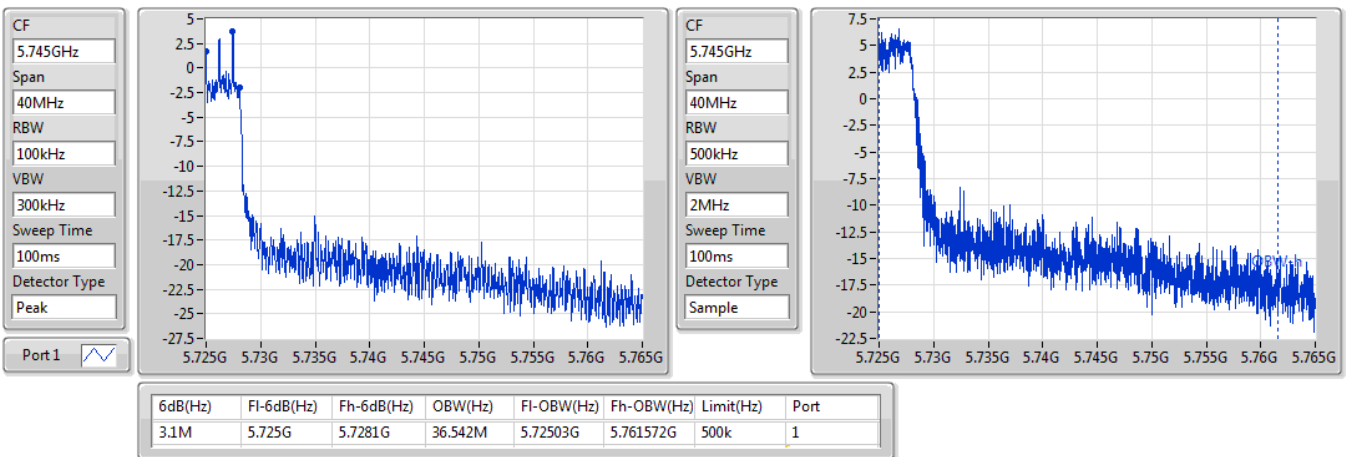 CF
5.745GHz
Span
40MHz
RBW
100kHz
VBW
300kHz
Sweep Time
100ms
Detector Type
Peak
Port 1
5
2.5
0
-2.5
-5
-7.5
-10
-12.5
-15
-17.5
-20
-22.5
-25
-27.5
5.725G 5.73G 5.735G 5.74G 5.745G 5.75G 5.755G 5.76G 5.765G
CF
5.745GHz
Span
40MHz
RBW
500kHz
VBW
2MHz
Sweep Time
100ms
Detector Type
Sample
7.5
5
2.5
0
-2.5
-5
-7.5
-10
-12.5
-15
-17.5
-20
-22.5
OBW-h
5.725G 5.73G 5.735G 5.74G 5.745G 5.75G 5.755G 5.76G 5.765G
6dB(Hz) Fl-6dB(Hz) Fh-6dB(Hz) OBW(Hz) Fl-OBW(Hz) Fh-OBW(Hz) Limit(Hz) Port
3.1M 5.725G 5.7281G 36.542M 5.72503G 5.761572G 500k 1